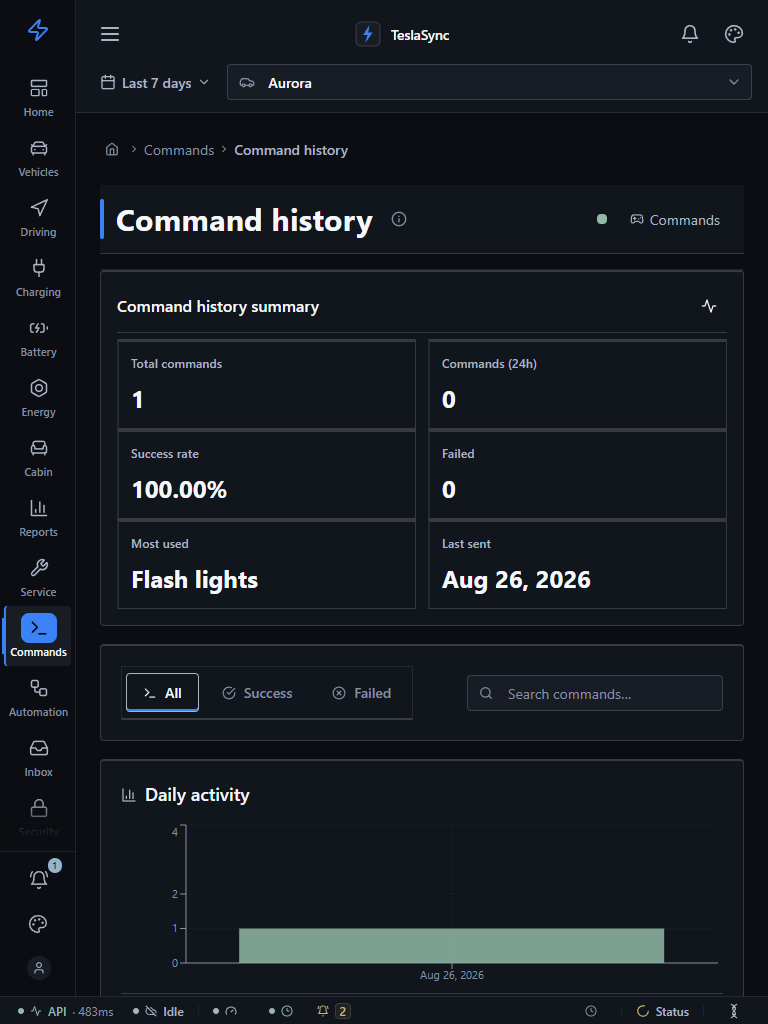 TeslaSync
Last 7 days
Aurora
Home
Vehicles
Driving
Charging
Battery
Energy
Cabin
Reports
Service
Commands
Automation
Inbox
Security
1
Commands
Command history
Command history
Commands
Command history summary
Total commands
1
Commands (24h)
0
Success rate
100.00%
Failed
0
Most used
Flash lights
Last sent
Aug 26, 2026
All
Success
Failed
Search commands...
Daily activity
4
2
1
0
Aug 26, 2026
API · 483ms
Idle
2
Status